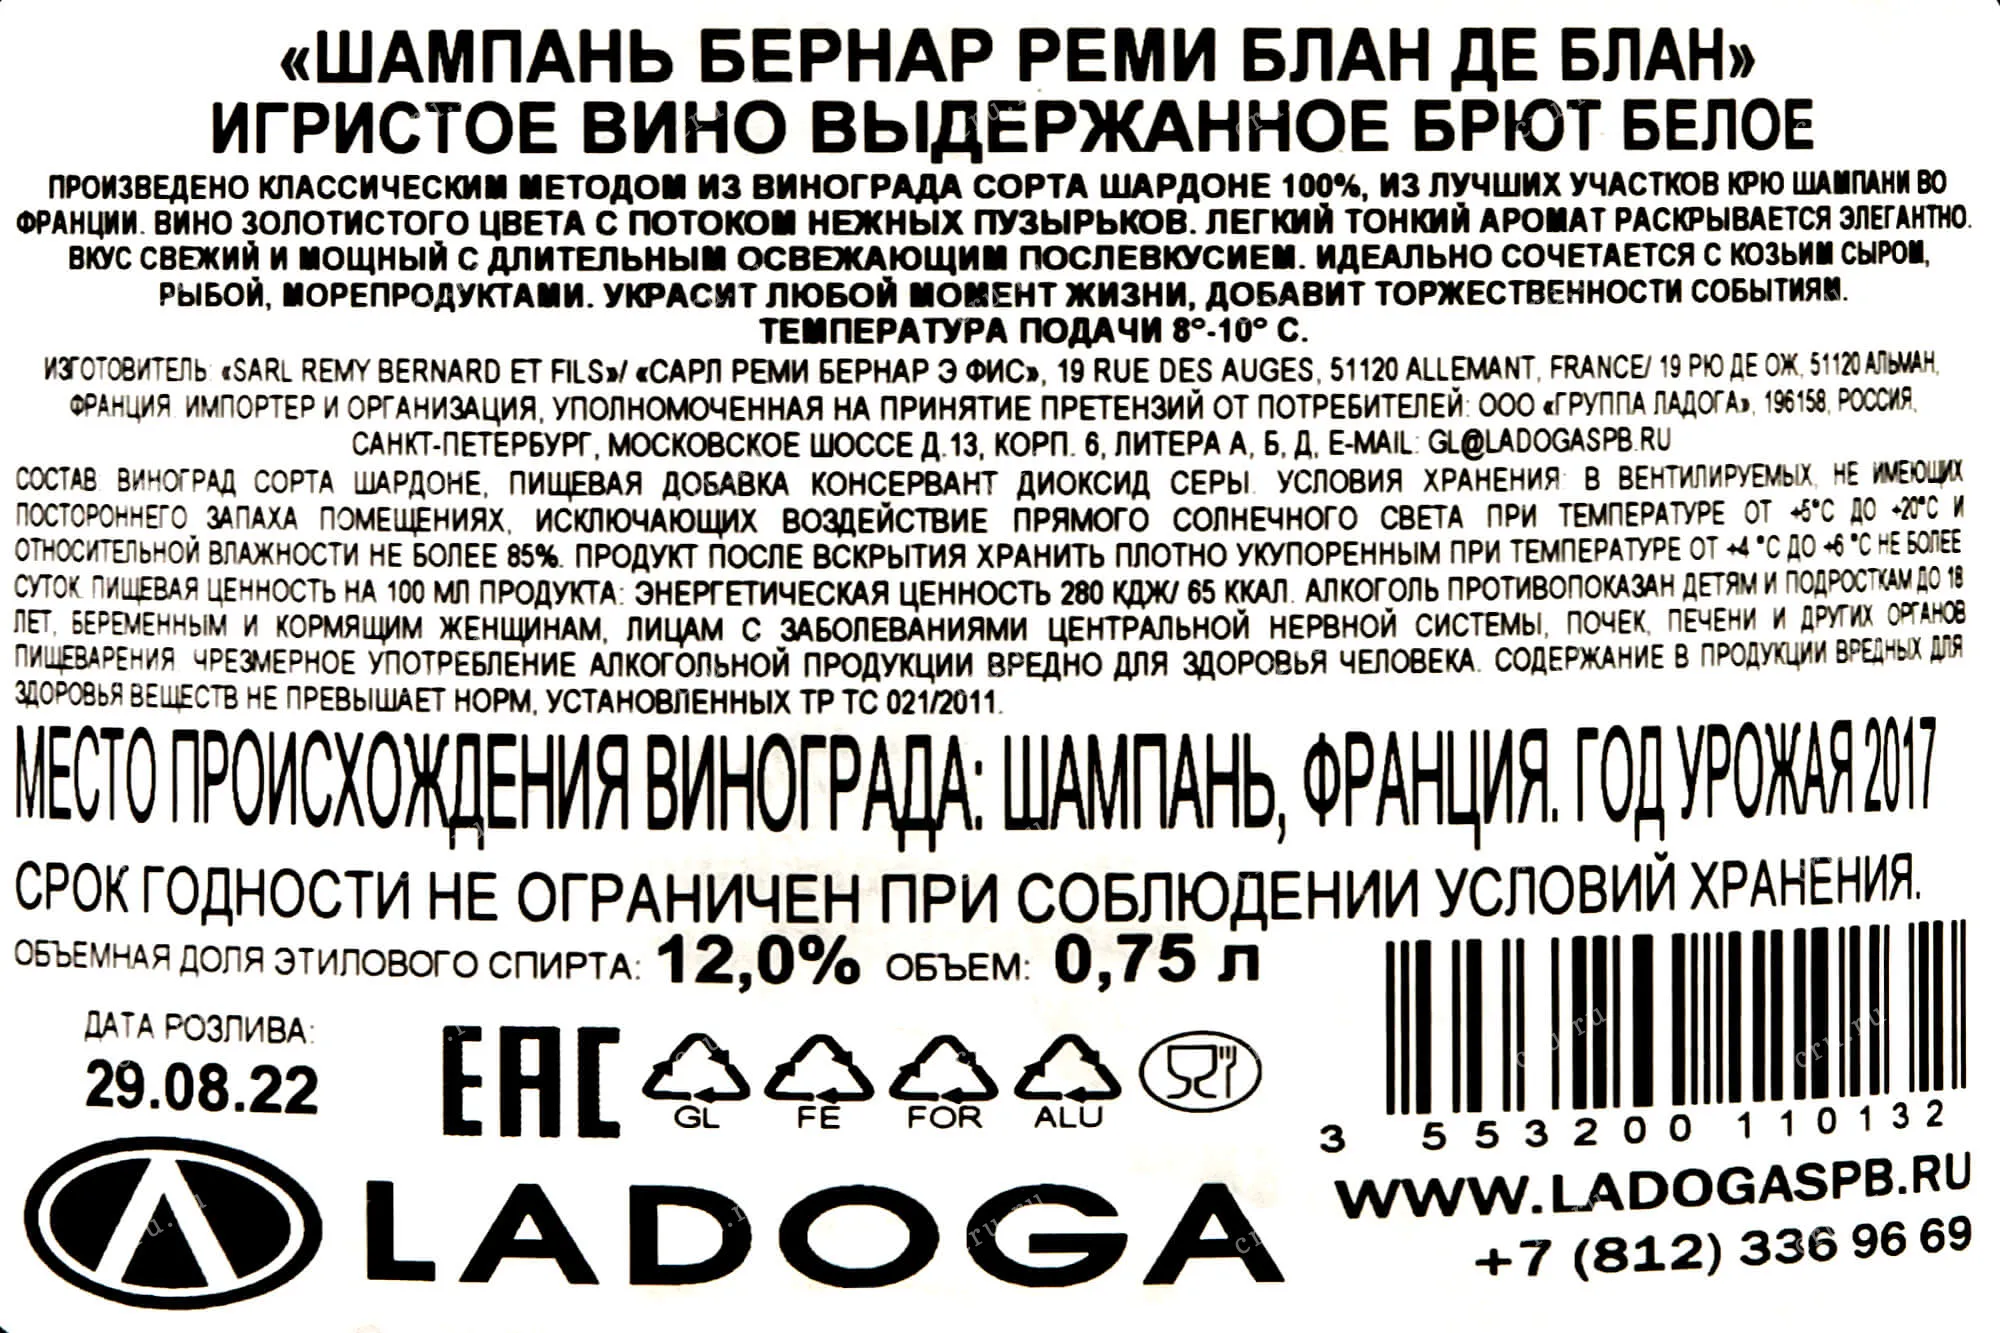 «ШАМПАНЬ БЕРНАР РЕМИ БЛАН ДЕ БЛАН»
ИГРИСТОЕ ВИНО ВЫДЕРЖАННОЕ БРЮТ БЕЛОЕ
ПРОИЗВЕДЕНО КЛАССИЧЕСКИМ МЕТОДОМ ИЗ ВИНОГРАДА СОРТА ШАРДОНЕ 100%, ИЗ ЛУЧШИХ УЧАСТКОВ КРЮ ШАМПАНИ ВО
ФРАНЦИИ. ВИНО ЗОЛОТИСТОГО ЦВЕТА С ПОТОКОМ НЕЖНЫХ ПУЗЫРЬКОВ. ЛЕГКИЙ ТОНКИЙ АРОМАТ РАСКРЫВАЕТСЯ ЭЛЕГАНТНО.
ВКУС СВЕЖИЙ И МОЩНЫЙ С ДЛИТЕЛЬНЫМ ОСВЕЖАЮЩИМ ПОСЛЕВКУСИЕМ. ИДЕАЛЬНО СОЧЕТАЕТСЯ С КОЗЬИМ СЫРОМ,
РЫБОЙ, МОРЕПРОДУКТАМИ. УКРАСИТ ЛЮБОЙ МОМЕНТ ЖИЗНИ, ДОБАВИТ ТОРЖЕСТВЕННОСТИ СОБЫТИЯМ.
ТЕМПЕРАТУРА ПОДАЧИ 8°-10° С.
ИЗГОТОВИТЕЛЬ: «SARL REMY BERNARD ET FILS»/ «САРЛ РЕМИ БЕРНАР Э ФИС», 19 RUE DES AUGES, 51120 ALLEMANT, FRANCE/ 19 РЮ ДЕ ОЖ, 51120 АЛЬМАН,
ФРАНЦИЯ. ИМПОРТЕР И ОРГАНИЗАЦИЯ, УПОЛНОМОЧЕННАЯ НА ПРИНЯТИЕ ПРЕТЕНЗИЙ ОТ ПОТРЕБИТЕЛЕЙ: ООО «ГРУППА ЛАДОГА», 196158, РОССИЯ,
САНКТ-ПЕТЕРБУРГ, МОСКОВСКОЕ ШОССЕ Д.13, КОРП. 6, ЛИТЕРА А, Б, Д, E-MAIL: GL@LADOGASPB.RU
СОСТАВ: ВИНОГРАД СОРТА ШАРДОНЕ, ПИЩЕВАЯ ДОБАВКА КОНСЕРВАНТ ДИОКСИД СЕРЫ. УСЛОВИЯ ХРАНЕНИЯ: В ВЕНТИЛИРУЕМЫХ, НЕ ИМЕЮЩИХ
ПОСТОРОННЕГО ЗАПАХА ПОМЕЩЕНИЯХ, ИСКЛЮЧАЮЩИХ ВОЗДЕЙСТВИЕ ПРЯМОГО СОЛНЕЧНОГО СВЕТА ПРИ ТЕМПЕРАТУРЕ ОТ +5°С ДО +20°С И
ОТНОСИТЕЛЬНОЙ ВЛАЖНОСТИ НЕ БОЛЕЕ 85%. ПРОДУКТ ПОСЛЕ ВСКРЫТИЯ ХРАНИТЬ ПЛОТНО УКУПОРЕННЫМ ПРИ ТЕМПЕРАТУРЕ ОТ +4 °С ДО +6 °С НЕ БОЛЕЕ
СУТОК. ПИЩЕВАЯ ЦЕННОСТЬ НА 100 МЛ ПРОДУКТА: ЭНЕРГЕТИЧЕСКАЯ ЦЕННОСТЬ 280 КДЖ/ 65 ККАЛ. АЛКОГОЛЬ ПРОТИВОПОКАЗАН ДЕТЯМ И ПОДРОСТКАМ ДО 18
ЛЕТ, БЕРЕМЕННЫМ И КОРМЯЩИМ ЖЕНЩИНАМ, ЛИЦАМ С ЗАБОЛЕВАНИЯМИ ЦЕНТРАЛЬНОЙ НЕРВНОЙ СИСТЕМЫ, ПОЧЕК, ПЕЧЕНИ И ДРУГИХ ОРГАНОВ
ПИЩЕВАРЕНИЯ. ЧРЕЗМЕРНОЕ УПОТРЕБЛЕНИЕ АЛКОГОЛЬНОЙ ПРОДУКЦИИ ВРЕДНО ДЛЯ ЗДОРОВЬЯ ЧЕЛОВЕКА. СОДЕРЖАНИЕ В ПРОДУКЦИИ ВРЕДНЫХ ДЛЯ
ЗДОРОВЬЯ ВЕЩЕСТВ НЕ ПРЕВЫШАЕТ НОРМ, УСТАНОВЛЕННЫХ ТР ТС 021/2011.
МЕСТО ПРОИСХОЖДЕНИЯ ВИНОГРАДА: ШАМПАНЬ, ФРАНЦИЯ. ГОД УРОЖАЯ 2017
СРОК ГОДНОСТИ НЕ ОГРАНИЧЕН ПРИ СОБЛЮДЕНИИ УСЛОВИЙ ХРАНЕНИЯ.
ОБЪЕМНАЯ ДОЛЯ ЭТИЛОВОГО СПИРТА: 12,0% ОБЪЕМ: 0,75 л
ДАТА РОЗЛИВА:
29.08.22
EAC
GL FE FOR ALU
3 553200 110132
LADOGA
WWW.LADOGASPB.RU
+7 (812) 336 96 69
cru.ru